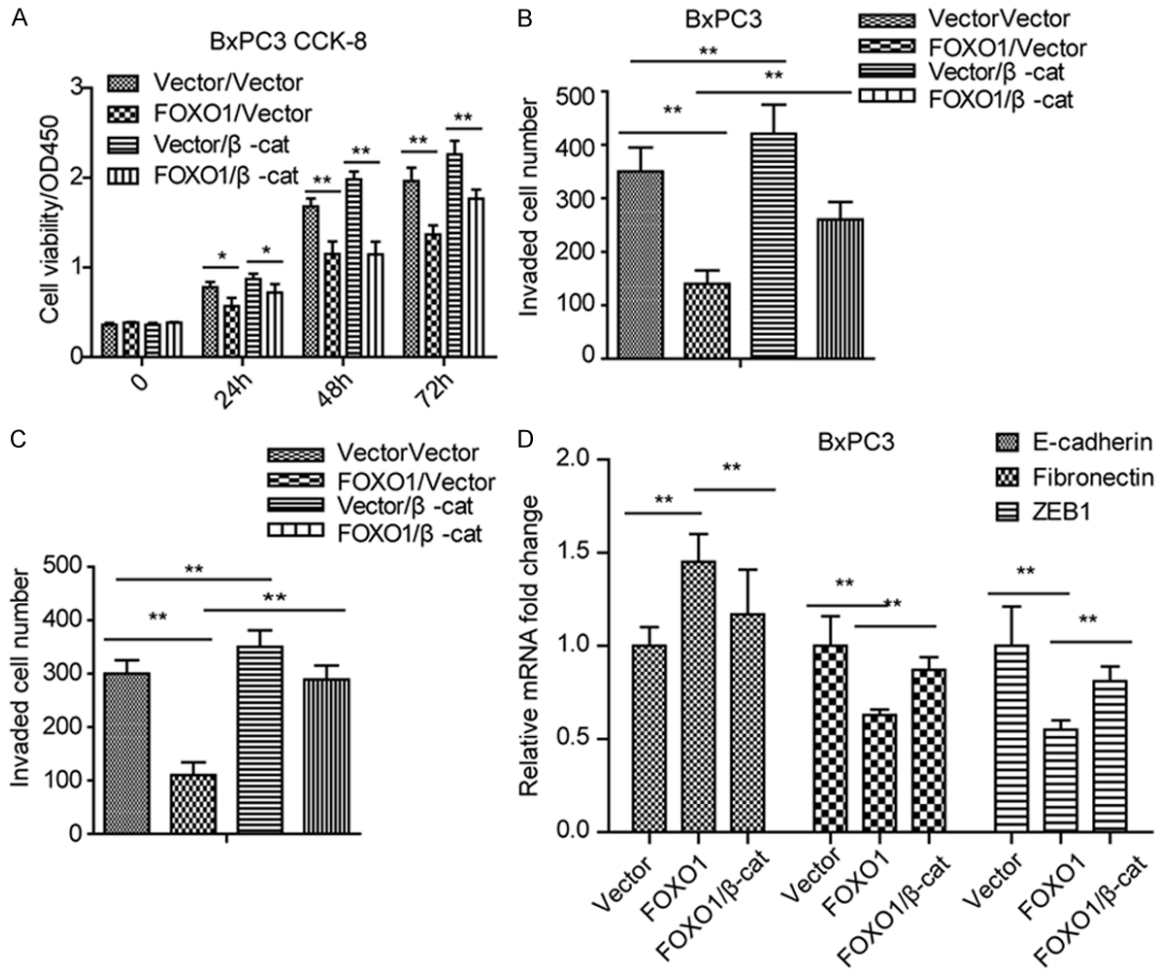 A
BxPC3 CCK-8
Vector/Vector
FOXO1/Vector
Vector/β -cat
FOXO1/β -cat
Cell viability/OD450
3
2
1
0
* * ** ** ** **
0 24h 48h 72h
B
BxPC3
VectorVector
FOXO1/Vector
Vector/β -cat
FOXO1/β -cat
Invaded cell number
500
400
300
200
100
0
**
**
**
C
VectorVector
FOXO1/Vector
Vector/β -cat
FOXO1/β -cat
Invaded cell number
500
400
300
200
100
0
**
**
**
D
BxPC3
E-cadherin
Fibronectin
ZEB1
Relative mRNA fold change
2.0
1.5
1.0
0.5
0.0
** ** ** ** ** **
Vector FOXO1 FOXO1/β-cat Vector FOXO1 FOXO1/β-cat Vector FOXO1 FOXO1/β-cat